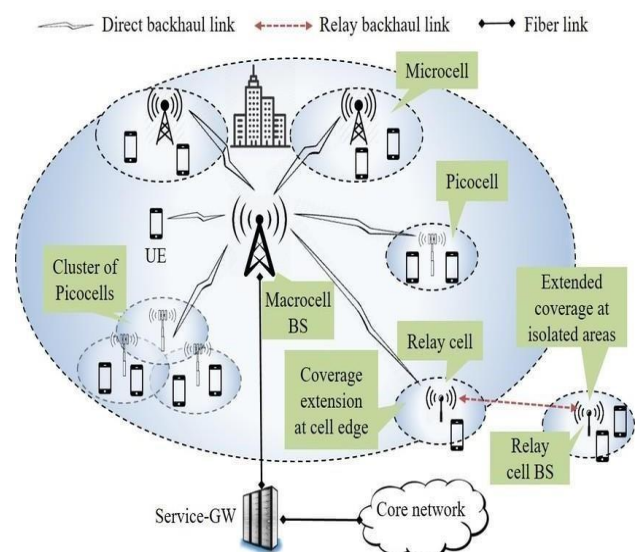 Direct backhaul link
Relay backhaul link
Fiber link
Microcell
Picocell
UE
Cluster of
Picocells
Macrocell
BS
Extended
coverage at
isolated areas
Relay cell
Coverage
extension
at cell edge
Relay
cell BS
Service-GW
Core network